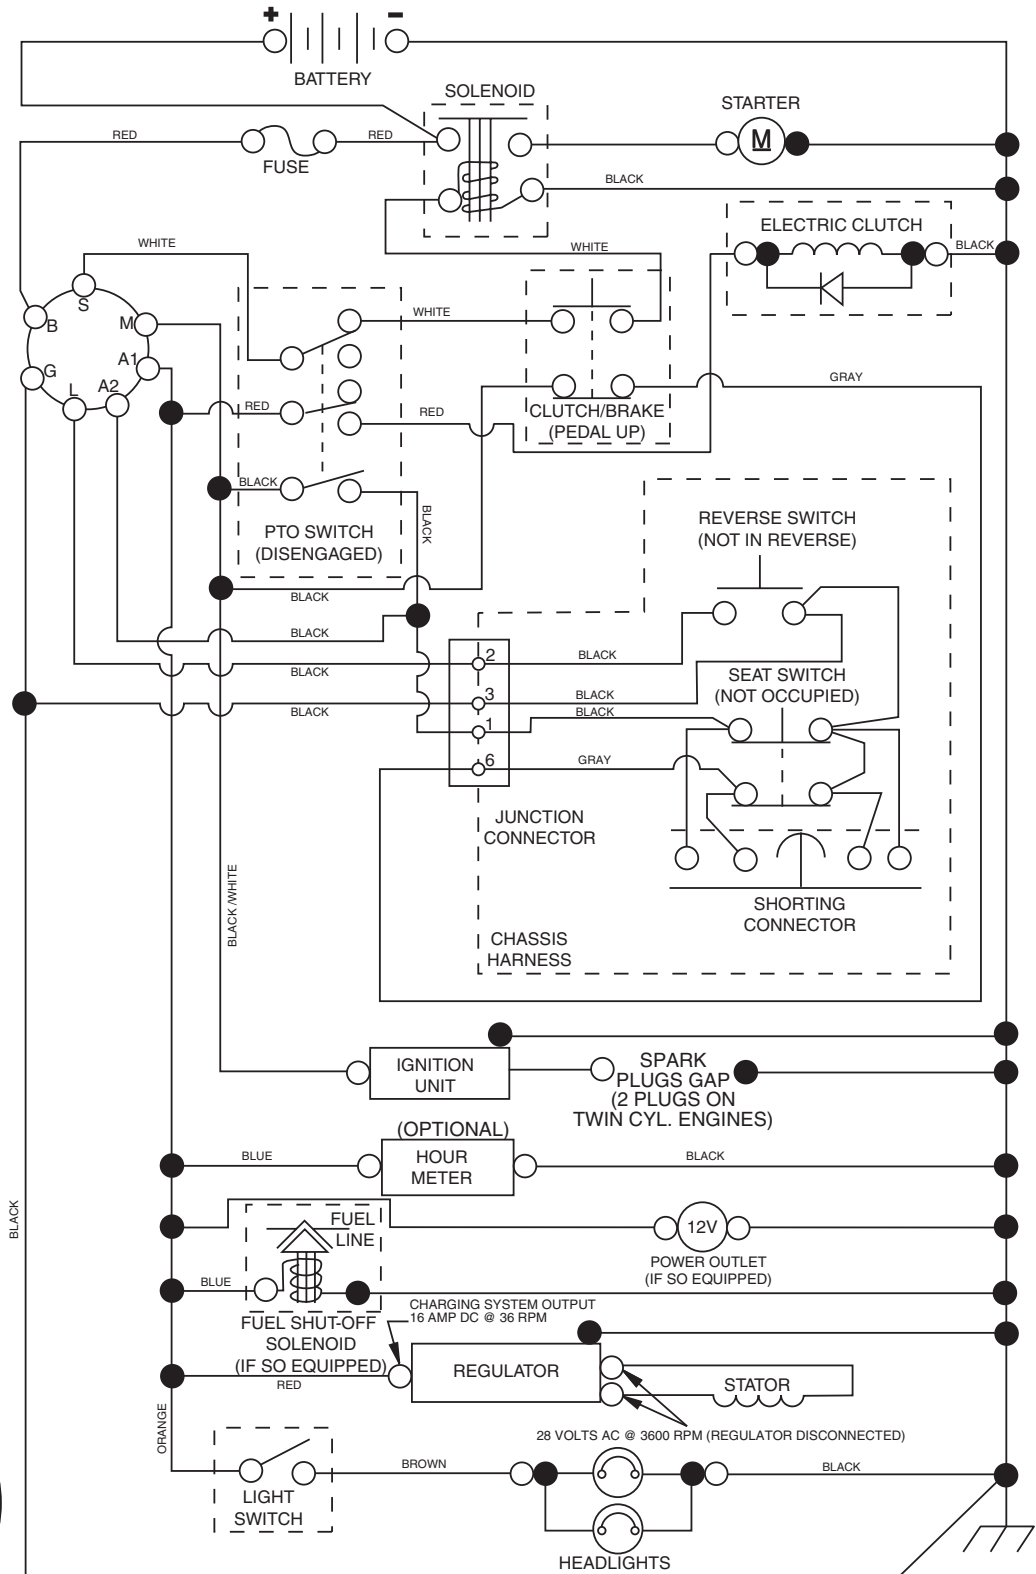 + −
BATTERY
SOLENOID
STARTER
M
RED
RED
FUSE
BLACK
ELECTRIC CLUTCH
BLACK
WHITE
WHITE
S
B
M
WHITE
A1
G
L
A2
GRAY
RED
RED
CLUTCH/BRAKE
(PEDAL UP)
BLACK
BLACK
PTO SWITCH
(DISENGAGED)
REVERSE SWITCH
(NOT IN REVERSE)
BLACK
BLACK
BLACK
2
BLACK
SEAT SWITCH
(NOT OCCUPIED)
3
BLACK
BLACK
BLACK
1
6
GRAY
JUNCTION
CONNECTOR
SHORTING
CONNECTOR
CHASSIS
HARNESS
BLACK /WHITE
IGNITION
UNIT
SPARK
PLUGS GAP
(2 PLUGS ON
TWIN CYL. ENGINES)
(OPTIONAL)
HOUR
METER
BLUE
BLACK
BLACK
FUEL
LINE
12V
POWER OUTLET
(IF SO EQUIPPED)
BLUE
FUEL SHUT-OFF
SOLENOID
(IF SO EQUIPPED)
CHARGING SYSTEM OUTPUT
16 AMP DC @ 36 RPM
RED
REGULATOR
STATOR
28 VOLTS AC @ 3600 RPM (REGULATOR DISCONNECTED)
ORANGE
BROWN
BLACK
LIGHT
SWITCH
HEADLIGHTS